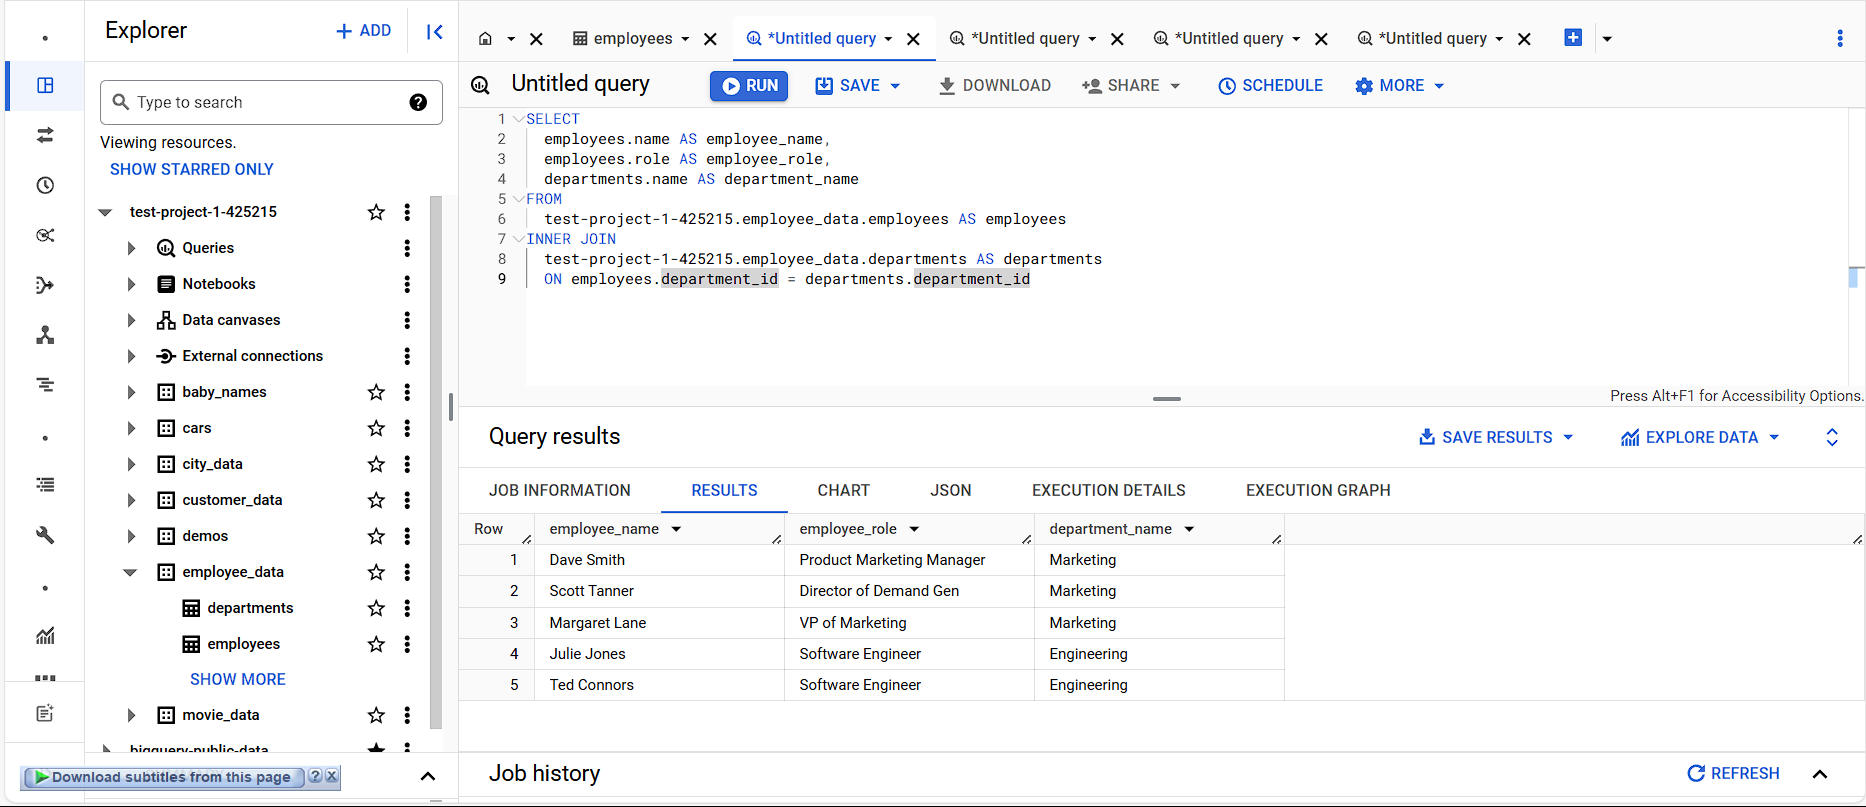 Explorer
+ ADD
employees
*Untitled query
*Untitled query
*Untitled query
*Untitled query
Untitled query
RUN
SAVE
DOWNLOAD
SHARE
SCHEDULE
MORE
Type to search
Viewing resources.
SHOW STARRED ONLY
test-project-1-425215
Queries
Notebooks
Data canvases
External connections
baby_names
cars
city_data
customer_data
demos
employee_data
departments
employees
SHOW MORE
movie_data
bigquery-public-data
Download subtitles from this page ? X
1 SELECT
2 employees.name AS employee_name,
3 employees.role AS employee_role,
4 departments.name AS department_name
5 FROM
6 test-project-1-425215.employee_data.employees AS employees
7 INNER JOIN
8 test-project-1-425215.employee_data.departments AS departments
9 ON employees.department_id = departments.department_id
Press Alt+F1 for Accessibility Options.
Query results
SAVE RESULTS
EXPLORE DATA
JOB INFORMATION RESULTS CHART JSON EXECUTION DETAILS EXECUTION GRAPH
Row employee_name employee_role department_name
1 Dave Smith Product Marketing Manager Marketing
2 Scott Tanner Director of Demand Gen Marketing
3 Margaret Lane VP of Marketing Marketing
4 Julie Jones Software Engineer Engineering
5 Ted Connors Software Engineer Engineering
Job history
REFRESH